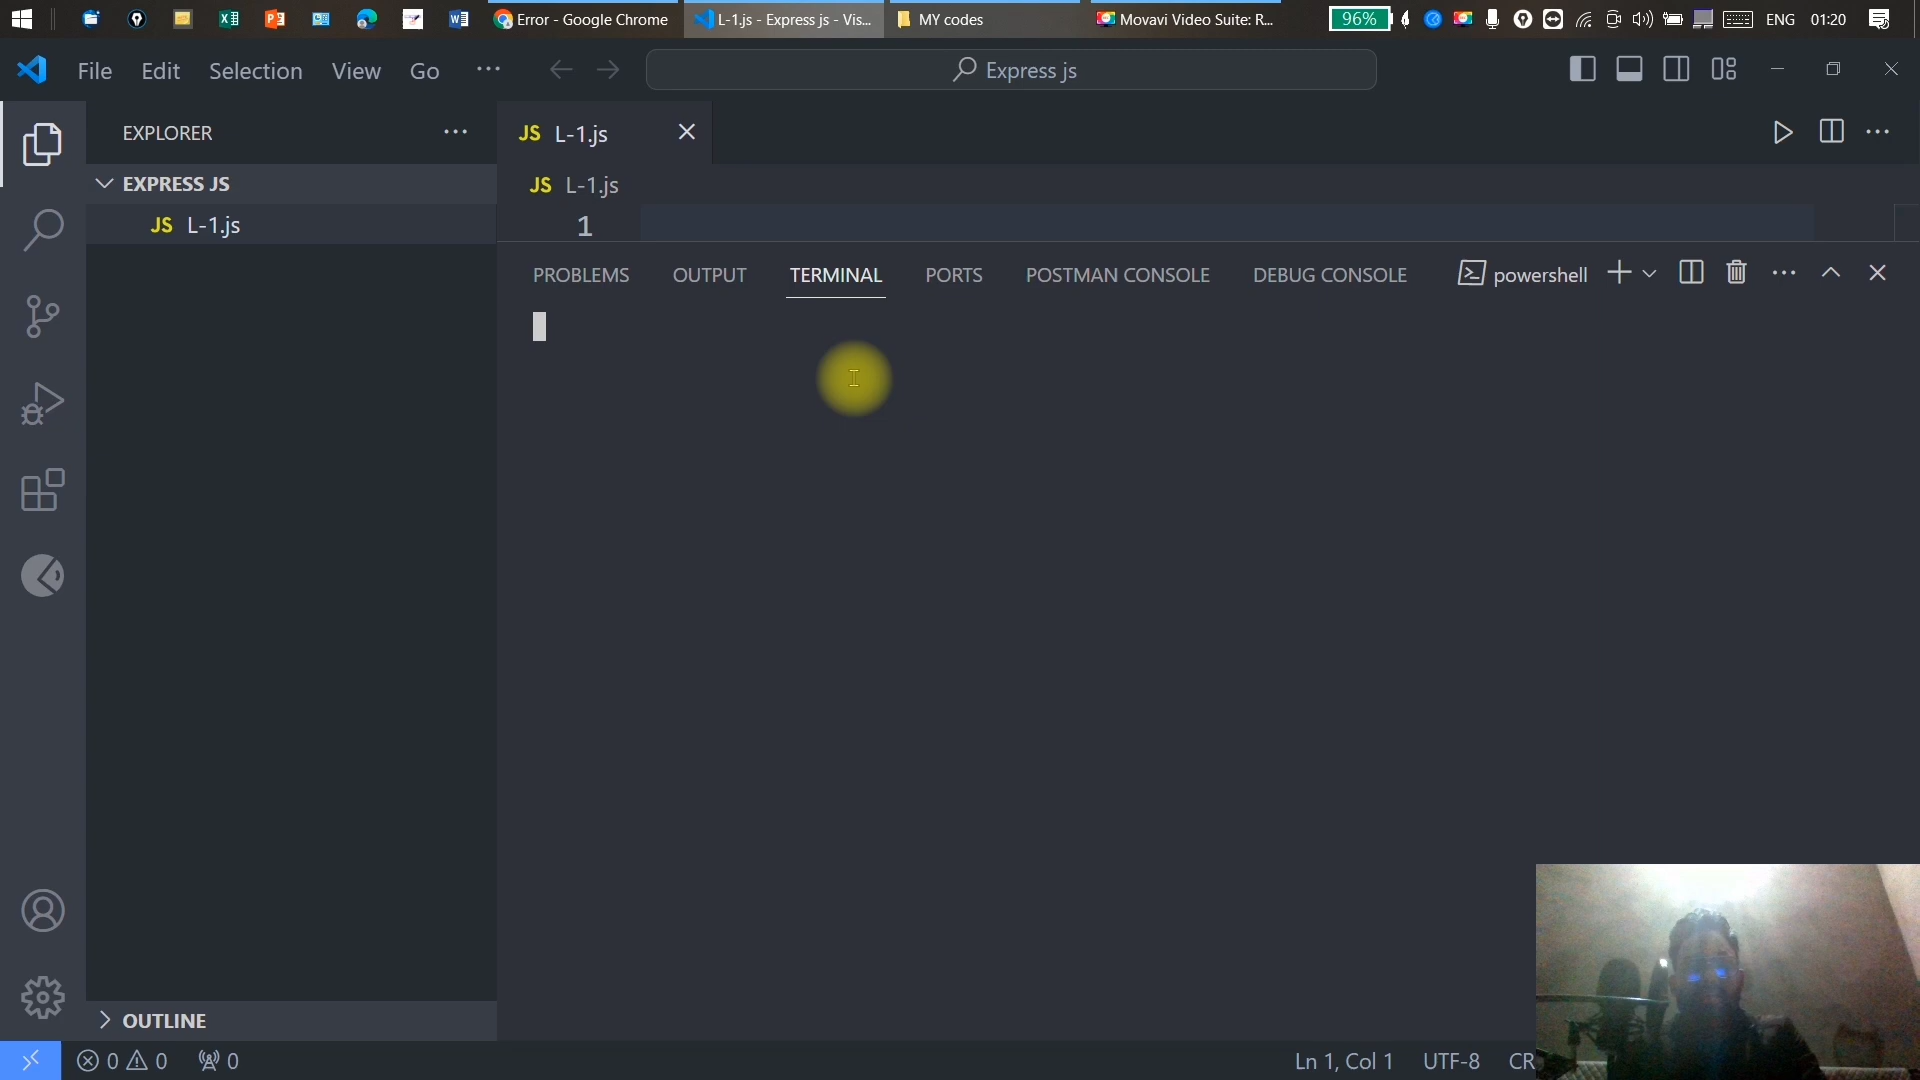 Error - Google Chrome
L-1.js - Express js - Vis...
MY codes
Movavi Video Suite: R...
96%
ENG
01:20
File
Edit
Selection
View
Go
Express js
EXPLORER
JS L-1.js
EXPRESS JS
JS L-1.js
JS L-1.js
1
PROBLEMS
OUTPUT
TERMINAL
PORTS
POSTMAN CONSOLE
DEBUG CONSOLE
powershell
OUTLINE
0
0
0
Ln 1, Col 1
UTF-8
CR